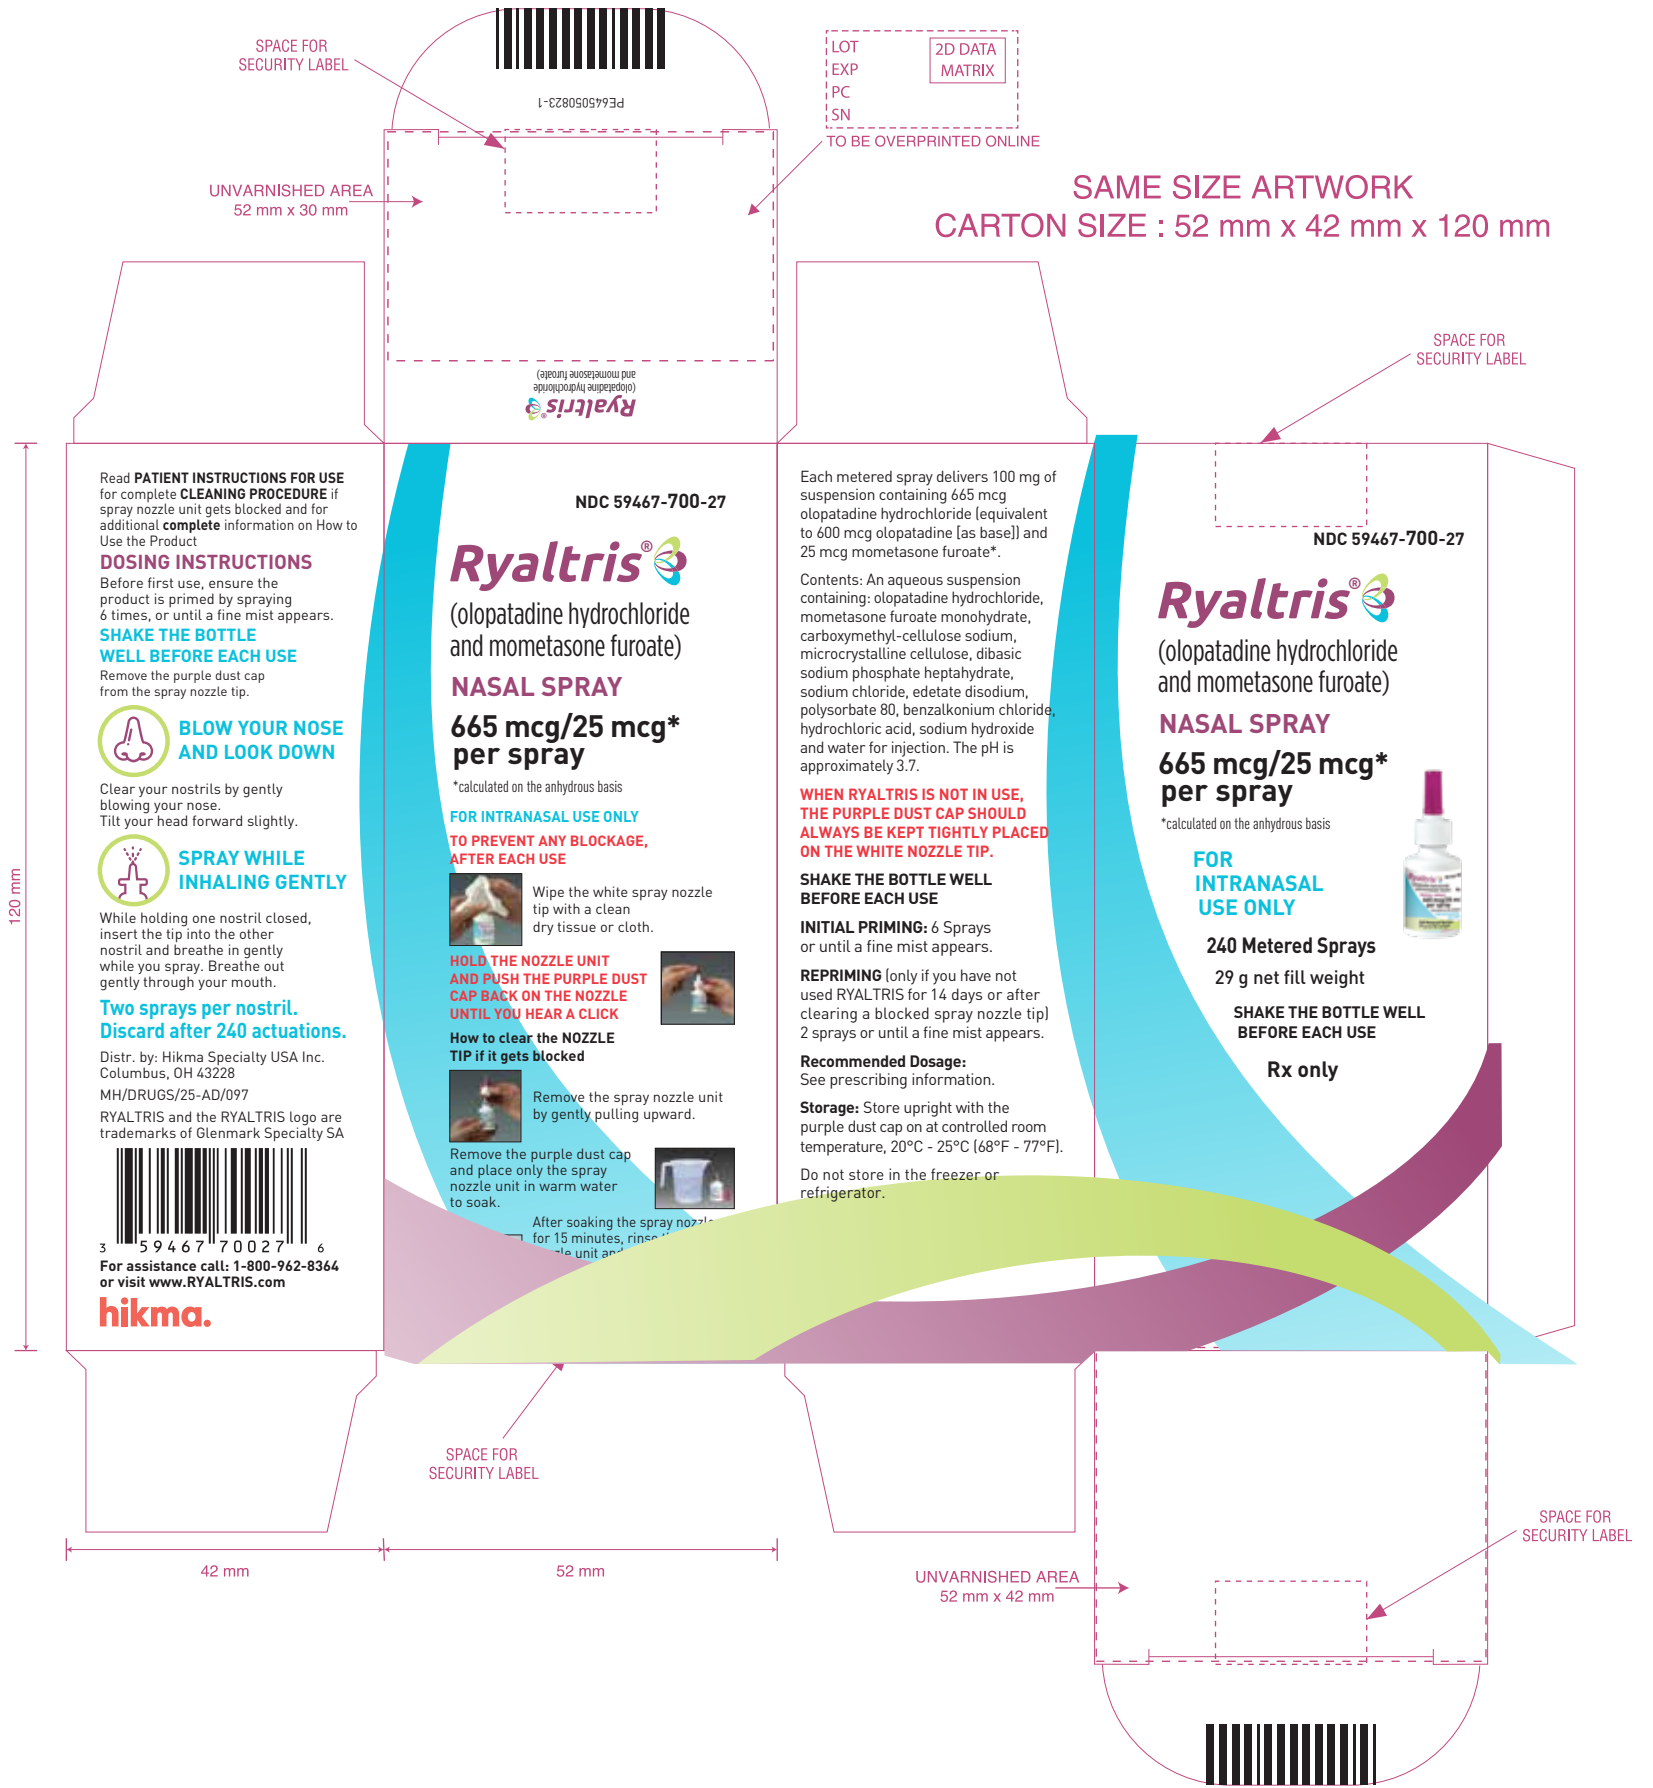 SPACE FOR
SECURITY LABEL
PE645050823-1
LOT
EXP
PC
SN
2D DATA
MATRIX
TO BE OVERPRINTED ONLINE
UNVARNISHED AREA
52 mm x 30 mm
SAME SIZE ARTWORK
CARTON SIZE : 52 mm x 42 mm x 120 mm
Ryaltris®
(olopatadine hydrochloride
and mometasone furoate)
SPACE FOR
SECURITY LABEL
120 mm
Read PATIENT INSTRUCTIONS FOR USE
for complete CLEANING PROCEDURE if
spray nozzle unit gets blocked and for
additional complete information on How to
Use the Product
DOSING INSTRUCTIONS
Before first use, ensure the
product is primed by spraying
6 times, or until a fine mist appears.
SHAKE THE BOTTLE
WELL BEFORE EACH USE
Remove the purple dust cap
from the spray nozzle tip.
BLOW YOUR NOSE
AND LOOK DOWN
Clear your nostrils by gently
blowing your nose.
Tilt your head forward slightly.
SPRAY WHILE
INHALING GENTLY
While holding one nostril closed,
insert the tip into the other
nostril and breathe in gently
while you spray. Breathe out
gently through your mouth.
Two sprays per nostril.
Discard after 240 actuations.
Distr. by: Hikma Specialty USA Inc.
Columbus, OH 43228
MH/DRUGS/25-AD/097
RYALTRIS and the RYALTRIS logo are
trademarks of Glenmark Specialty SA
3 59467 70027 6
For assistance call: 1-800-962-8364
or visit www.RYALTRIS.com
hikma.
NDC 59467-700-27
Ryaltris®
(olopatadine hydrochloride
and mometasone furoate)
NASAL SPRAY
665 mcg/25 mcg*
per spray
*calculated on the anhydrous basis
FOR INTRANASAL USE ONLY
TO PREVENT ANY BLOCKAGE,
AFTER EACH USE
Wipe the white spray nozzle
tip with a clean
dry tissue or cloth.
HOLD THE NOZZLE UNIT
AND PUSH THE PURPLE DUST
CAP BACK ON THE NOZZLE
UNTIL YOU HEAR A CLICK
How to clear the NOZZLE
TIP if it gets blocked
Remove the spray nozzle unit
by gently pulling upward.
Remove the purple dust cap
and place only the spray
nozzle unit in warm water
to soak.
After soaking the spray nozzle
for 15 minutes, rinse
unit and
Each metered spray delivers 100 mg of
suspension containing 665 mcg
olopatadine hydrochloride (equivalent
to 600 mcg olopatadine [as base]) and
25 mcg mometasone furoate*.
Contents: An aqueous suspension
containing: olopatadine hydrochloride,
mometasone furoate monohydrate,
carboxymethyl-cellulose sodium,
microcrystalline cellulose, dibasic
sodium phosphate heptahydrate,
sodium chloride, edetate disodium,
polysorbate 80, benzalkonium chloride,
hydrochloric acid, sodium hydroxide
and water for injection. The pH is
approximately 3.7.
WHEN RYALTRIS IS NOT IN USE,
THE PURPLE DUST CAP SHOULD
ALWAYS BE KEPT TIGHTLY PLACED
ON THE WHITE NOZZLE TIP.
SHAKE THE BOTTLE WELL
BEFORE EACH USE
INITIAL PRIMING: 6 Sprays
or until a fine mist appears.
REPRIMING (only if you have not
used RYALTRIS for 14 days or after
clearing a blocked spray nozzle tip)
2 sprays or until a fine mist appears.
Recommended Dosage:
See prescribing information.
Storage: Store upright with the
purple dust cap on at controlled room
temperature, 20°C - 25°C (68°F - 77°F).
Do not store in the freezer or
refrigerator.
NDC 59467-700-27
Ryaltris®
(olopatadine hydrochloride
and mometasone furoate)
NASAL SPRAY
665 mcg/25 mcg*
per spray
*calculated on the anhydrous basis
FOR
INTRANASAL
USE ONLY
Ryaltris
240 Metered Sprays
29 g net fill weight
SHAKE THE BOTTLE WELL
BEFORE EACH USE
Rx only
SPACE FOR
SECURITY LABEL
42 mm
52 mm
UNVARNISHED AREA
52 mm x 42 mm
SPACE FOR
SECURITY LABEL